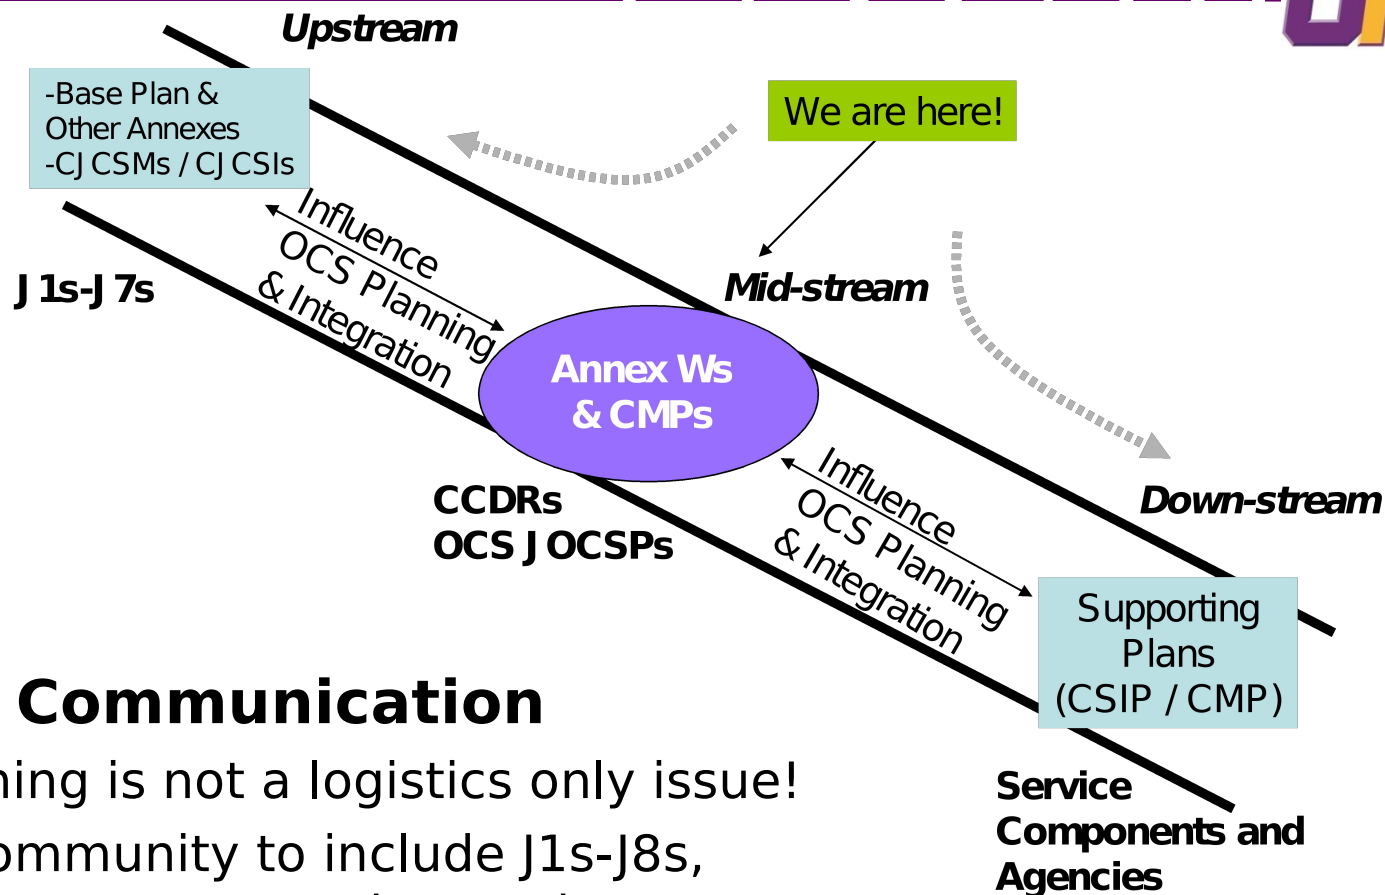 Upstream
-Base Plan &
Other Annexes
-CJCSMs / CJCSIs
We are here!
Influence
OCS Planning
& Integration
J1s-J7s
Mid-stream
Annex Ws
& CMPs
CCDRs
OCS JOCSPs
Influence
OCS Planning
& Integration
Down-stream
Supporting
Plans
(CSIP / CMP)
Communication
is not a logistics only issue!
to include J1s-J8s,
Service
Components and
Agencies